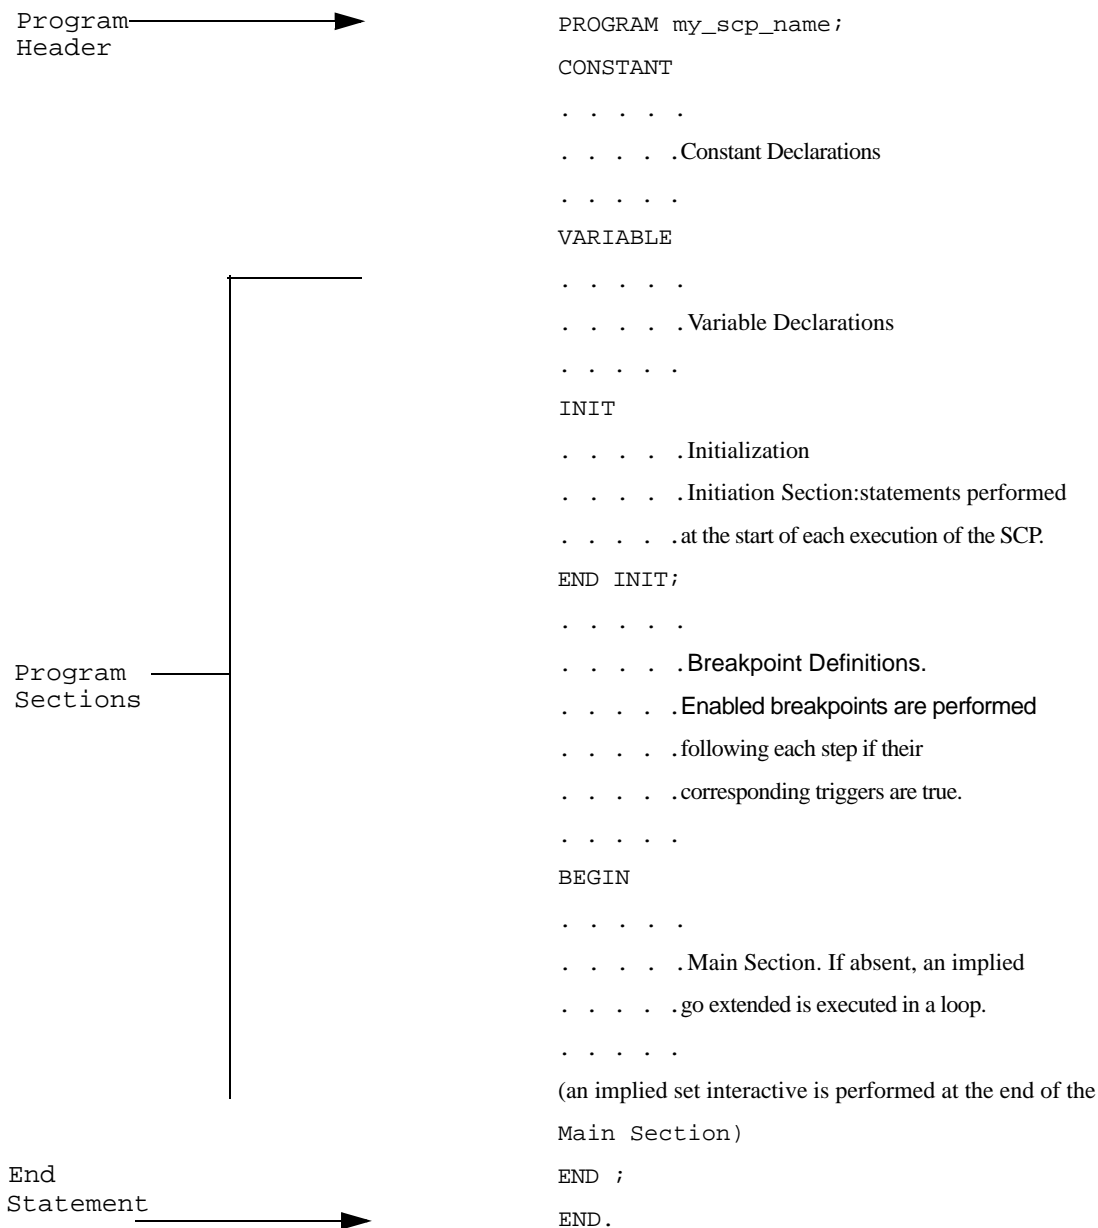 Program
Header
PROGRAM my_scp_name;
CONSTANT
. . . . .
. . . . .Constant Declarations
. . . . .
VARIABLE
. . . . .
. . . . .Variable Declarations
. . . . .
INIT
. . . . .Initialization
. . . . .Initiation Section:statements performed
. . . . .at the start of each execution of the SCP.
END INIT;
. . . . .
Program
Sections
. . . . .Breakpoint Definitions.
. . . . .Enabled breakpoints are performed
. . . . .following each step if their
. . . . .corresponding triggers are true.
. . . . .
BEGIN
. . . . .
. . . . .Main Section. If absent, an implied
. . . . .go extended is executed in a loop.
. . . . .
(an implied set interactive is performed at the end of the
Main Section)
End
Statement
END ;
END.